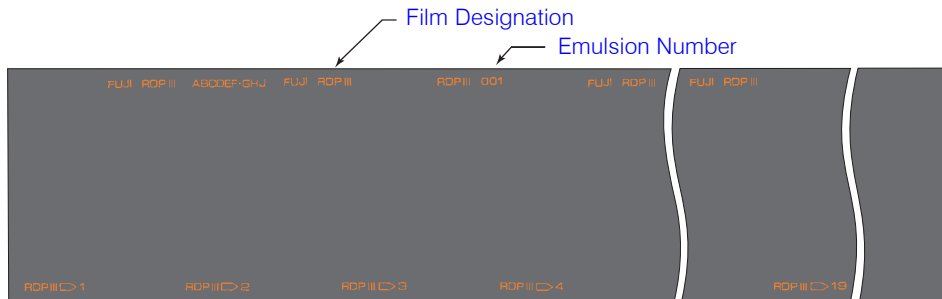 Film Designation
Emulsion Number
FUJI RDP III ABCDEF-GHJ FUJI RDP III RDP III 001 FUJI RDP III FUJI RDP III
RDP III 1 RDP III 2 RDP III 3 RDP III 4 RDP III 19